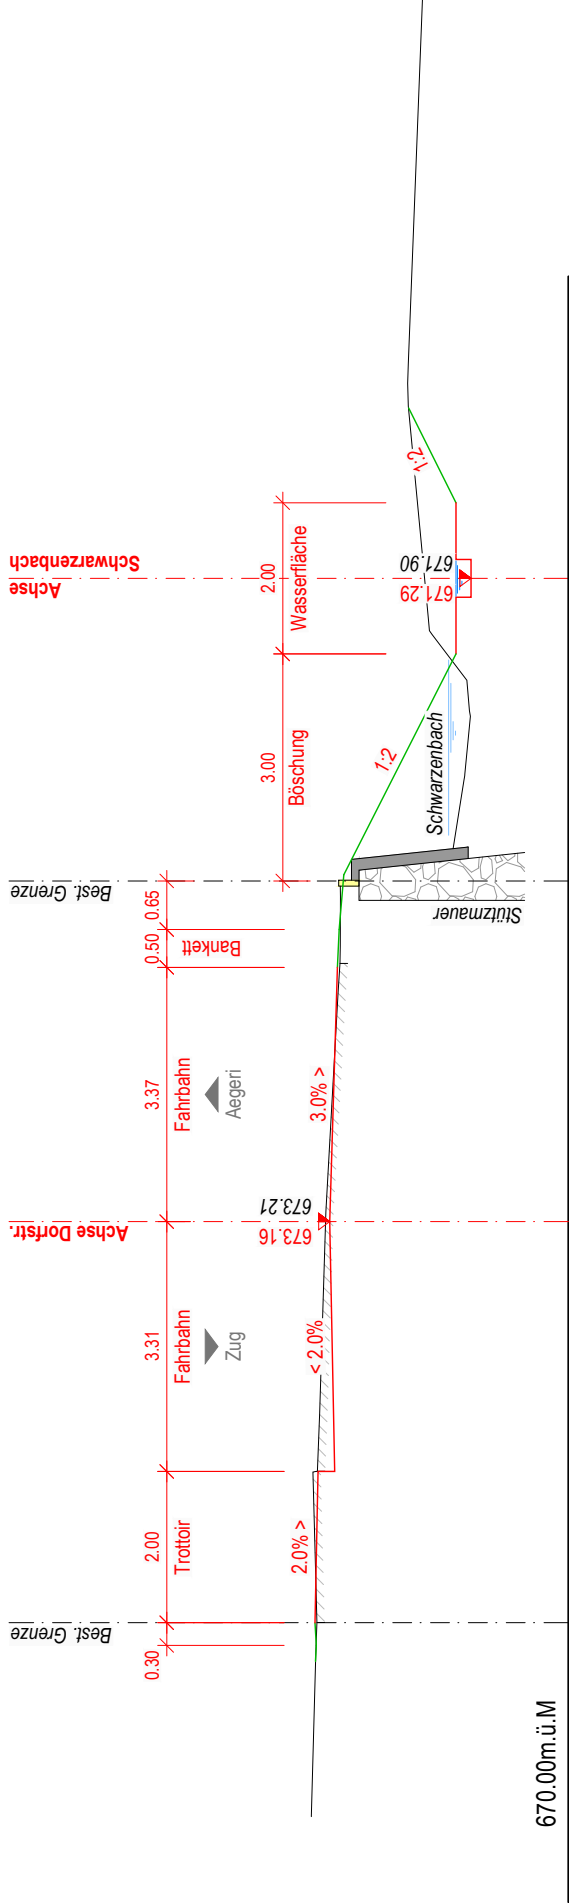 Best. Grenze
Achse Dorfstr.
Best. Grenze
Achse
Schwarzenbach
0.30
2.00
Trottoir
3.31
Fahrbahn
Zug
3.37
Fahrbahn
Aegeri
0.50
0.65
Bankett
3.00
Böschung
2.00
Wasserfläche
2.0% >
< 2.0%
673.16
673.21
3.0% >
1:2
Schwarzenbach
Stützmauer
671.29
671.90
1:2
670.00m.ü.M